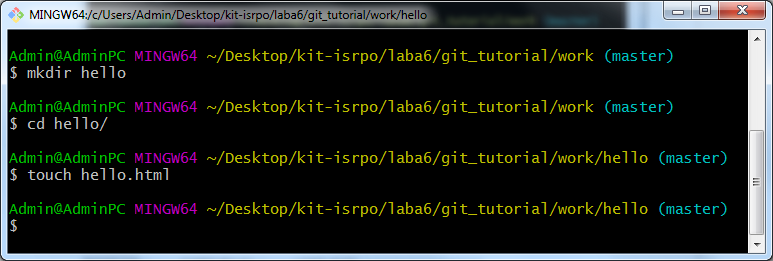 MINGW64:/c/Users/Admin/Desktop/kit-isrpo/laba6/git_tutorial/work/hello
Admin@AdminPC MINGW64 ~/Desktop/kit-isrpo/laba6/git_tutorial/work (master)
$ mkdir hello
Admin@AdminPC MINGW64 ~/Desktop/kit-isrpo/laba6/git_tutorial/work (master)
$ cd hello/
Admin@AdminPC MINGW64 ~/Desktop/kit-isrpo/laba6/git_tutorial/work/hello (master)
$ touch hello.html
Admin@AdminPC MINGW64 ~/Desktop/kit-isrpo/laba6/git_tutorial/work/hello (master)
$